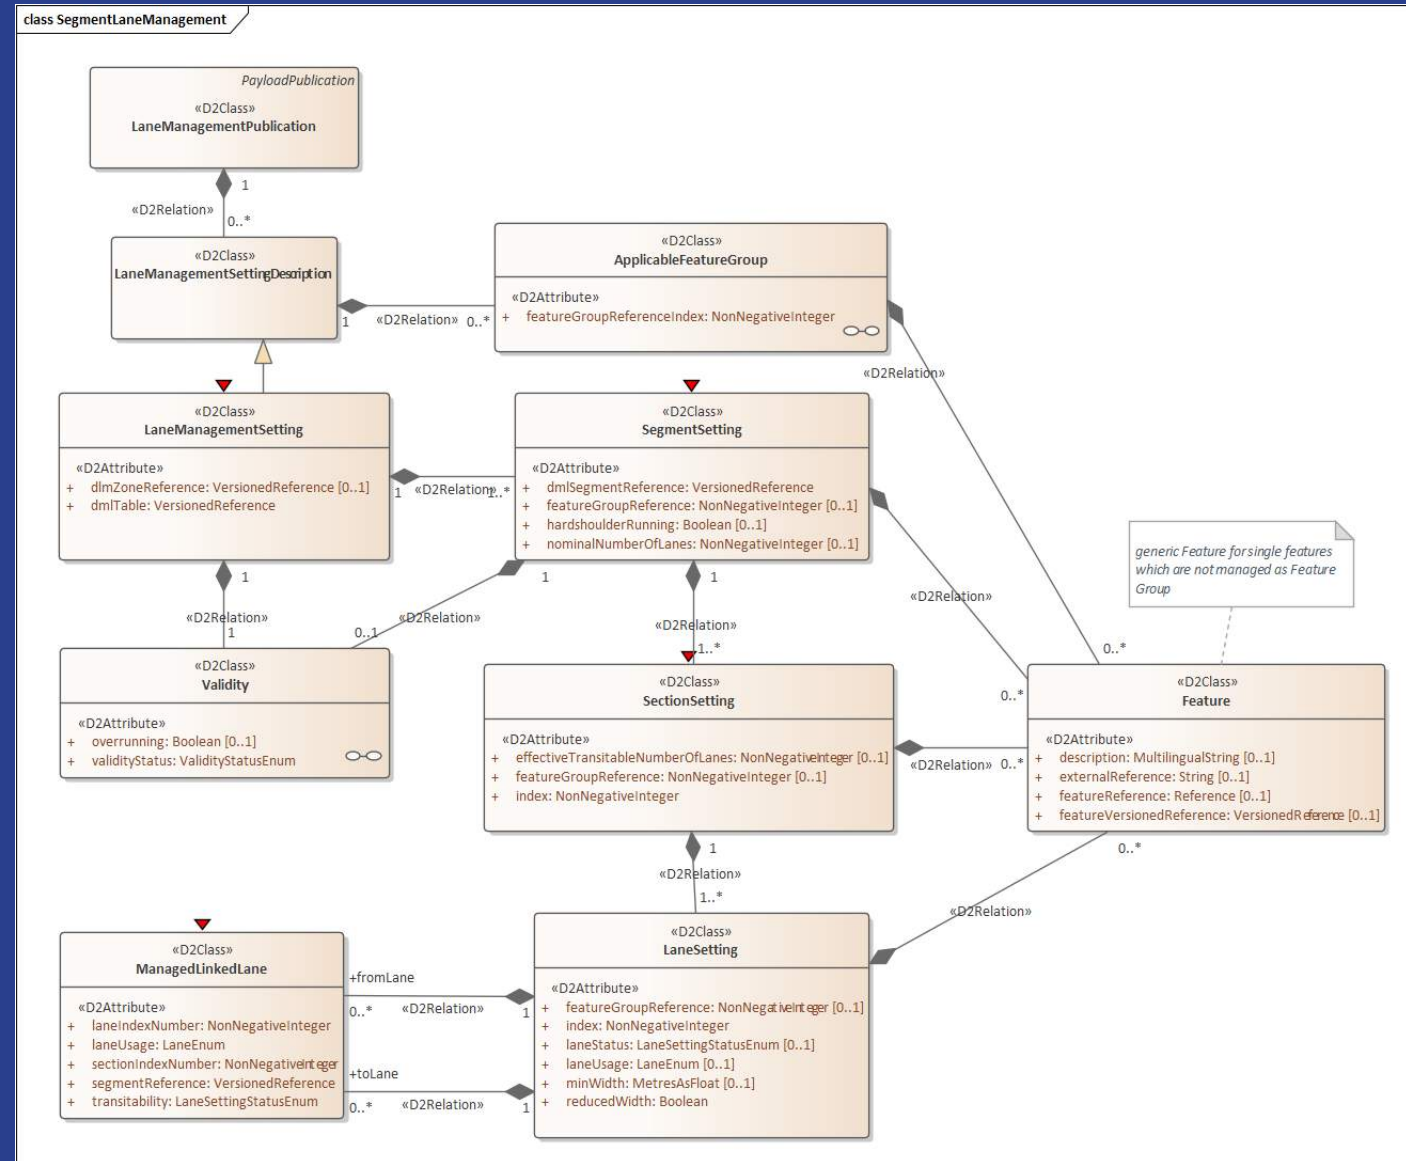 class SegmentLaneManagement
PayloadPublication
«D2Class»
LaneManagementPublication
1
«D2Relation»
0..*
«D2Class»
LaneManagementSettingDescription
1
«D2Relation»
0..*
«D2Class»
ApplicableFeatureGroup
«D2Attribute»
+ featureGroupReferenceIndex: NonNegativeInteger
«D2Relation»
«D2Class»
LaneManagementSetting
«D2Attribute»
+ dlmZoneReference: VersionedReference [0..1]
+ dmlTable: VersionedReference
1
«D2Relation»
1..*
«D2Class»
SegmentSetting
«D2Attribute»
+ dmlSegmentReference: VersionedReference
+ featureGroupReference: NonNegativeInteger [0..1]
+ hardshoulderRunning: Boolean [0..1]
+ nominalNumberOfLanes: NonNegativeInteger [0..1]
generic Feature for single features
which are not managed as Feature
Group
1
«D2Relation»
1
1
«D2Relation»
0..1
1
«D2Relation»
1..*
«D2Relation»
0..*
0..*
«D2Class»
Validity
«D2Attribute»
+ overrunning: Boolean [0..1]
+ validityStatus: ValidityStatusEnum
«D2Class»
SectionSetting
«D2Attribute»
+ effectiveTransitableNumberOfLanes: NonNegativeInteger [0..1]
+ featureGroupReference: NonNegativeInteger [0..1]
+ index: NonNegativeInteger
«D2Relation»
0..*
«D2Class»
Feature
«D2Attribute»
+ description: MultilingualString [0..1]
+ externalReference: String [0..1]
+ featureReference: Reference [0..1]
+ featureVersionedReference: VersionedReference [0..1]
1
«D2Relation»
1..*
0..*
«D2Relation»
«D2Class»
ManagedLinkedLane
«D2Attribute»
+ laneIndexNumber: NonNegativeInteger
+ laneUsage: LaneEnum
+ sectionIndexNumber: NonNegativeInteger
+ segmentReference: VersionedReference
+ transitability: LaneSettingStatusEnum
+fromLane
0..*
«D2Relation»
1
+toLane
0..*
«D2Relation»
1
«D2Class»
LaneSetting
«D2Attribute»
+ featureGroupReference: NonNegativeInteger [0..1]
+ index: NonNegativeInteger
+ laneStatus: LaneSettingStatusEnum [0..1]
+ laneUsage: LaneEnum [0..1]
+ minWidth: MetresAsFloat [0..1]
+ reducedWidth: Boolean